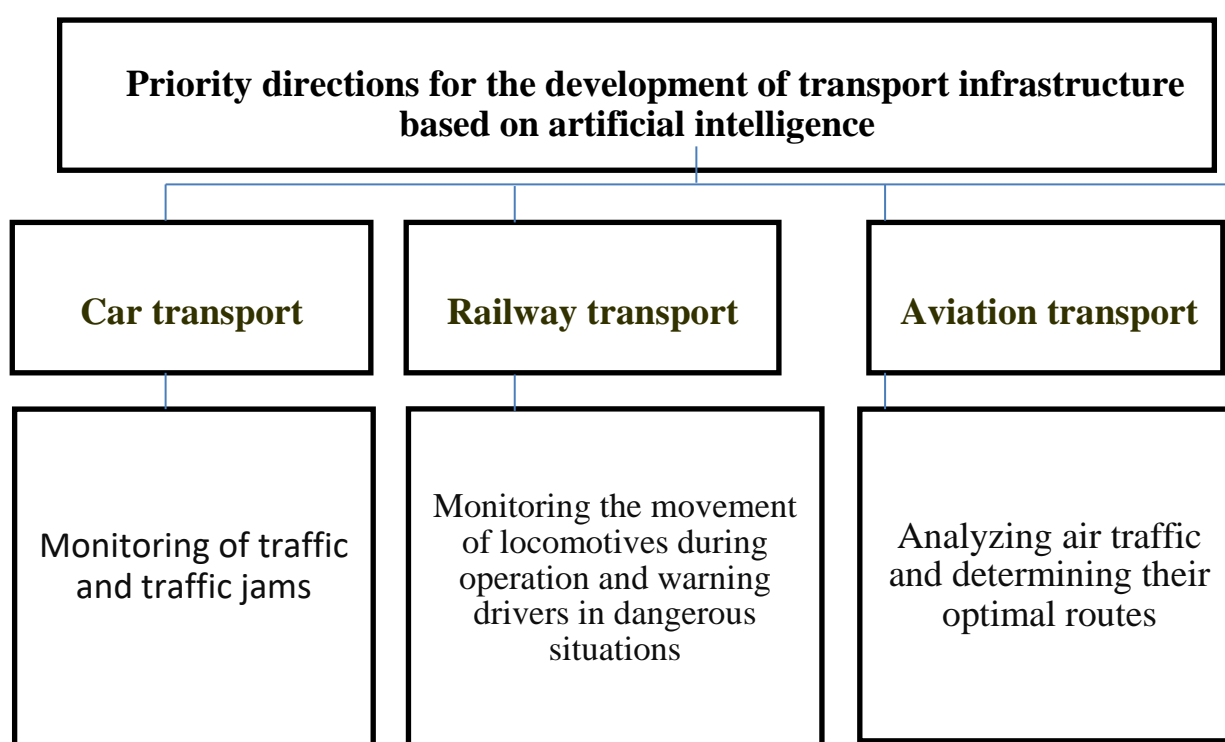 Priority directions for the development of transport infrastructure
based on artificial intelligence
Car transport
Railway transport
Aviation transport
Monitoring of traffic
and traffic jams
Monitoring the movement
of locomotives during
operation and warning
drivers in dangerous
situations
Analyzing air traffic
and determining their
optimal routes